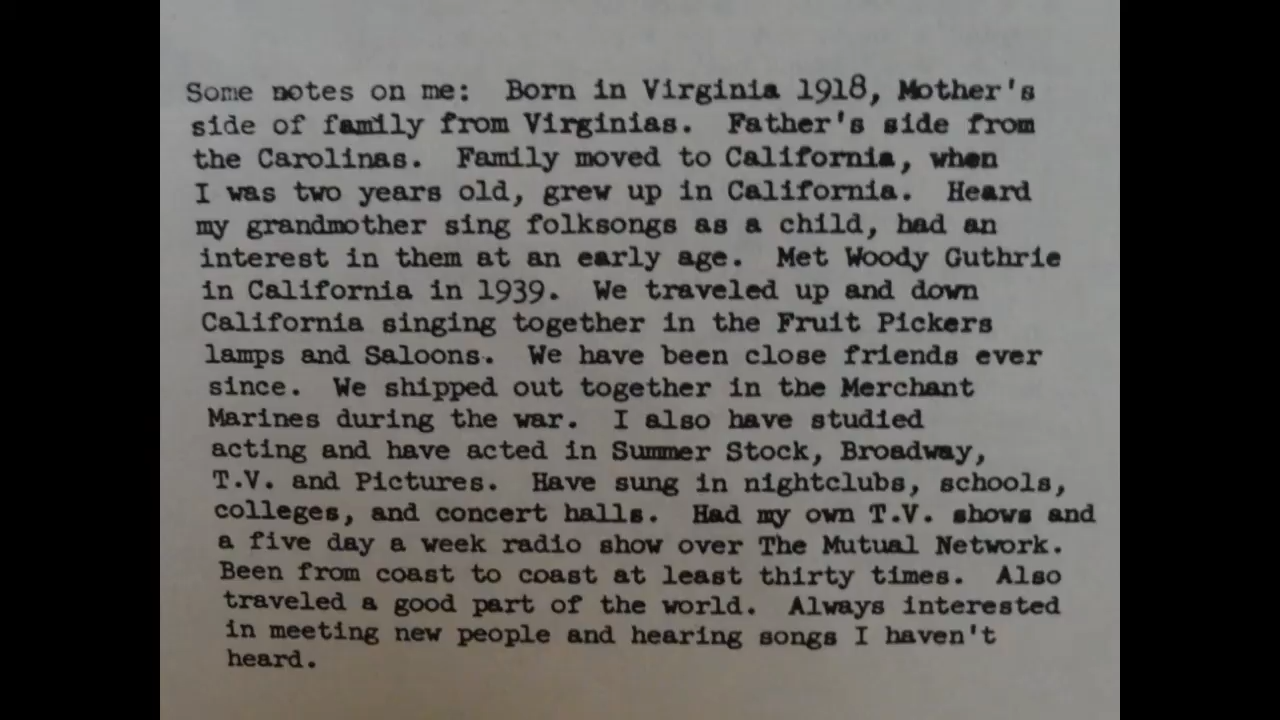 Some notes on me:  Born in Virginia 1918, Mother's
side of family from Virginias.  Father's side from
the Carolinas.  Family moved to California, when
I was two years old, grew up in California.  Heard
my grandmother sing folksongs as a child, had an
interest in them at an early age.  Met Woody Guthrie
in California in 1939.  We traveled up and down
California singing together in the Fruit Pickers
lamps and Saloons.  We have been close friends ever
since.  We shipped out together in the Merchant
Marines during the war.  I also have studied
acting and have acted in Summer Stock, Broadway,
T.V. and Pictures.  Have sung in nightclubs, schools,
colleges, and concert halls.  Had my own T.V. shows and
a five day a week radio show over The Mutual Network.
Been from coast to coast at least thirty times.  Also
traveled a good part of the world.  Always interested
in meeting new people and hearing songs I haven't
heard.